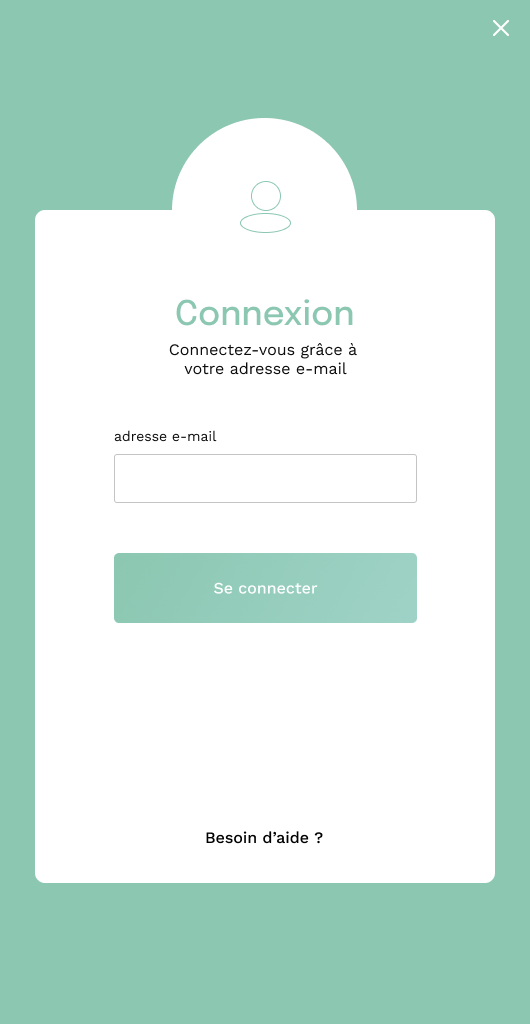 Connexion
Connectez-vous grâce à
votre adresse e-mail
adresse e-mail
Se connecter
Besoin d’aide ?